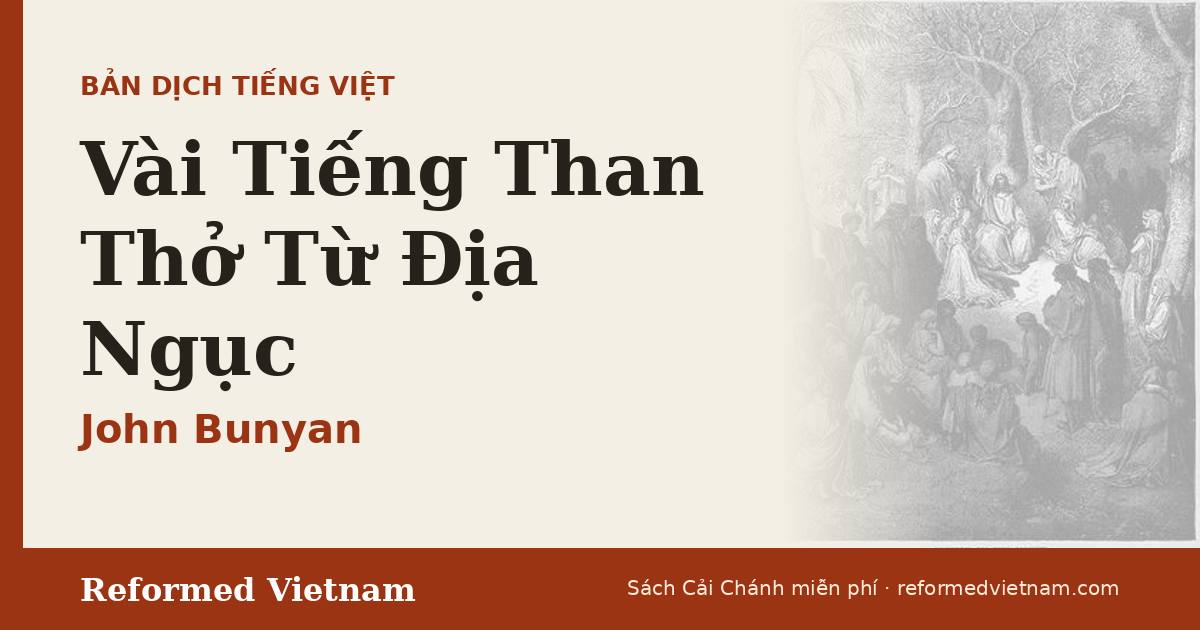 BẢN DỊCH TIẾNG VIỆT
Vài Tiếng Than
Thở Từ Địa
Ngục
John Bunyan
Reformed Vietnam
Sách Cải Chánh miễn phí · reformedvietnam.com